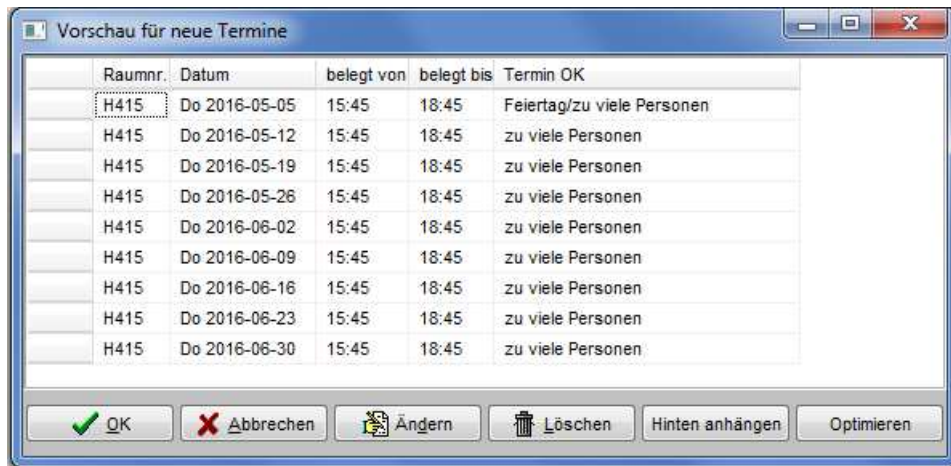 Vorschau für neue Termine
Raumnr. Datum belegt von belegt bis Termin OK
H415 Do 2016-05-05 15:45 18:45 Feiertag/zu viele Personen
H415 Do 2016-05-12 15:45 18:45 zu viele Personen
H415 Do 2016-05-19 15:45 18:45 zu viele Personen
H415 Do 2016-05-26 15:45 18:45 zu viele Personen
H415 Do 2016-06-02 15:45 18:45 zu viele Personen
H415 Do 2016-06-09 15:45 18:45 zu viele Personen
H415 Do 2016-06-16 15:45 18:45 zu viele Personen
H415 Do 2016-06-23 15:45 18:45 zu viele Personen
H415 Do 2016-06-30 15:45 18:45 zu viele Personen
OK Abbrechen Ändern Löschen Hinten anhängen Optimieren